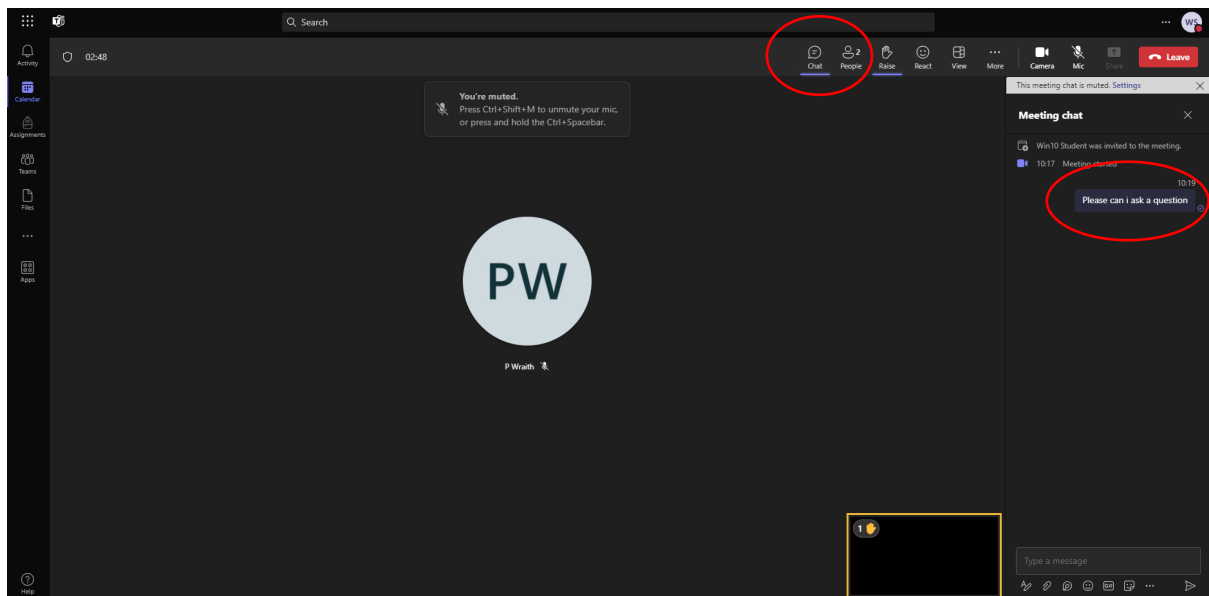 Search
WS
Activity
Calendar
Assignments
Teams
Files
Apps
Help
02:48
Chat
2
People
Raise
React
View
More
Camera
Mic
Share
Leave
You're muted.
Press Ctrl+Shift+M to unmute your mic,
or press and hold the Ctrl+Spacebar.
PW
P Wraith
1
This meeting chat is muted. Settings
Meeting chat
Win10 Student was invited to the meeting.
10:17 Meeting started
10:19
Please can i ask a question
Type a message
GIF